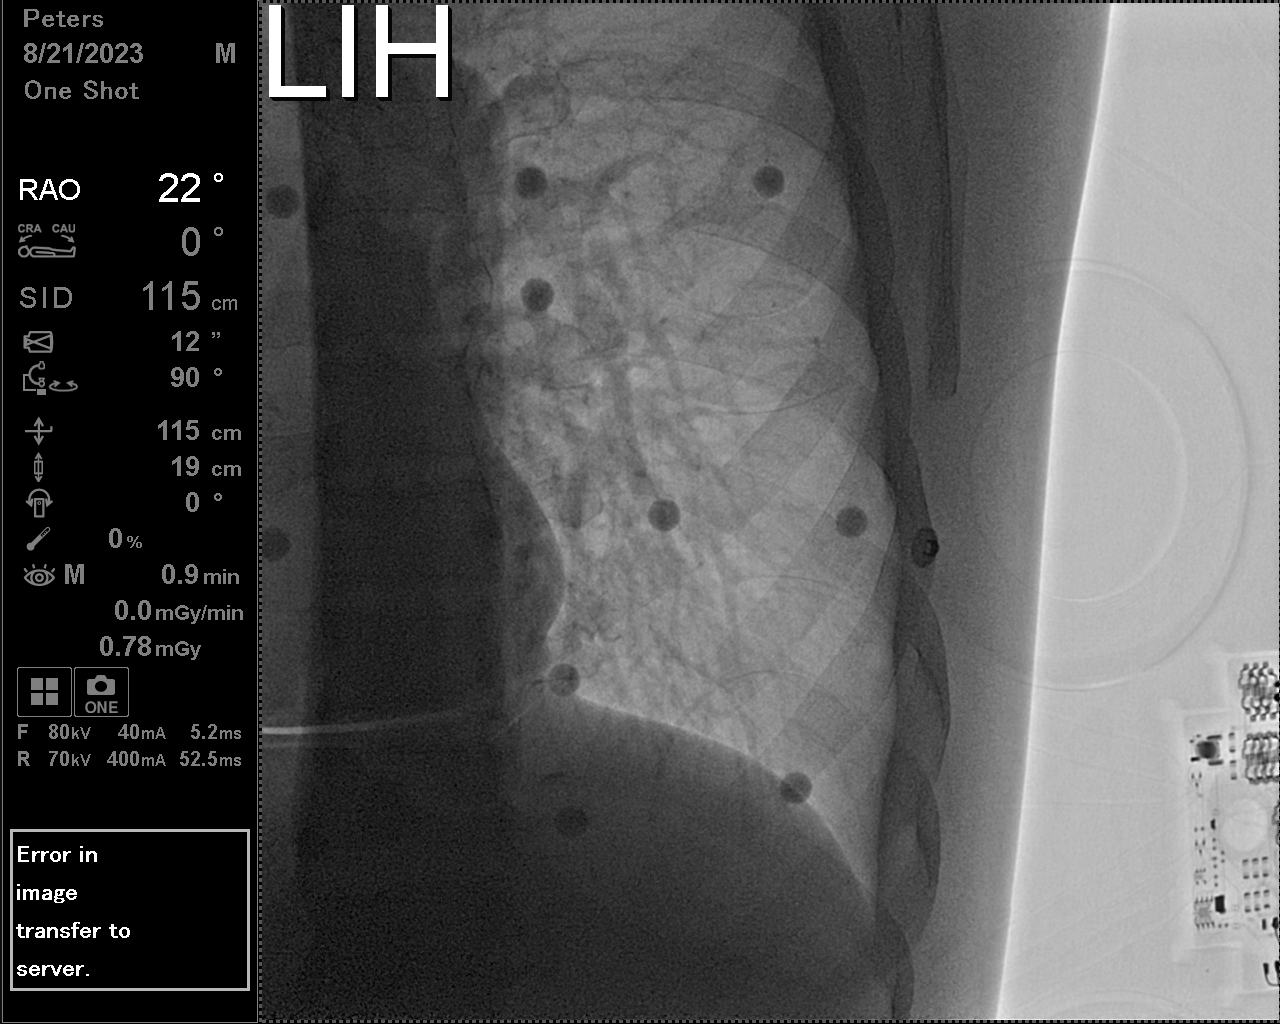 Peters
8/21/2023 M
One Shot
RAO 22 °
CRA CAU
0 °
SID 115 cm
12 ”
90 °
115 cm
19 cm
0 °
0 %
M 0.9 min
0.0 mGy/min
0.78 mGy
ONE
F 80kV 40mA 5.2ms
R 70kV 400mA 52.5ms
Error in
image
transfer to
server.
LIH